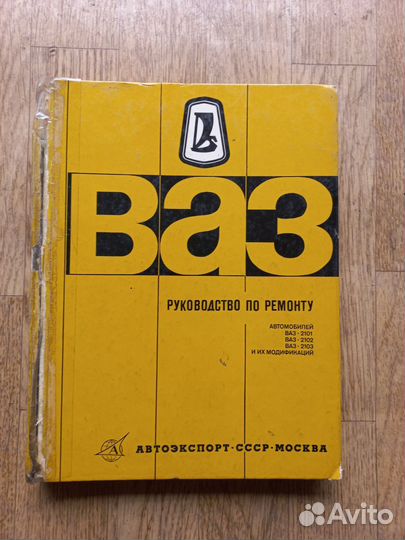 ВАЗ
РУКОВОДСТВО ПО РЕМОНТУ
АВТОМОБИЛЕЙ
ВАЗ-2101
ВАЗ-2102
ВАЗ-2103
И ИХ МОДИФИКАЦИЙ
АВТОЭКСПОРТ·СССР·МОСКВА
Avito